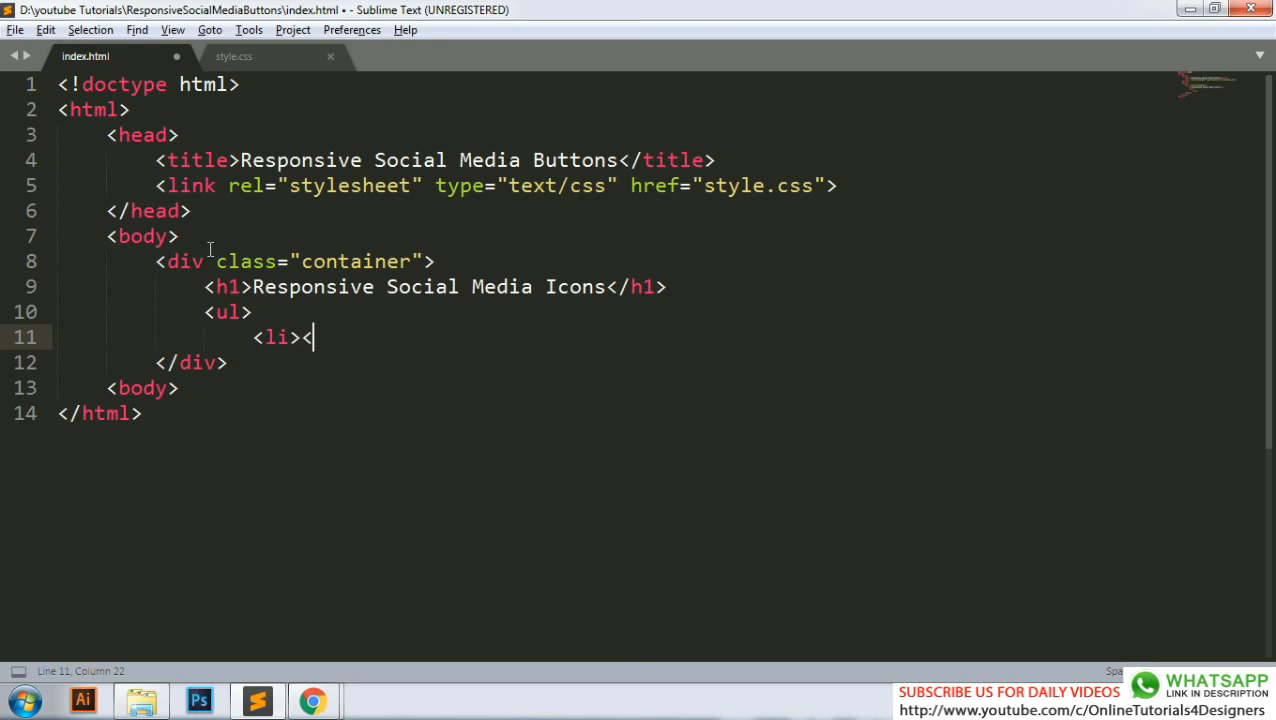 D:\youtube Tutorials\ResponsiveSocialMediaButtons\index.html • - Sublime Text (UNREGISTERED)
File Edit Selection Find View Goto Tools Project Preferences Help
index.html style.css
1 <!doctype html>
2 <html>
3 <head>
4 <title>Responsive Social Media Buttons</title>
5 <link rel="stylesheet" type="text/css" href="style.css">
6 </head>
7 <body>
8 <div class="container">
9 <h1>Responsive Social Media Icons</h1>
10 <ul>
11 <li><
12 </div>
13 <body>
14 </html>
Line 11, Column 22
Ai Ps
SUBSCRIBE US FOR DAILY VIDEOS
WHATSAPP
LINK IN DESCRIPTION
http://www.youtube.com/c/OnlineTutorials4Designers